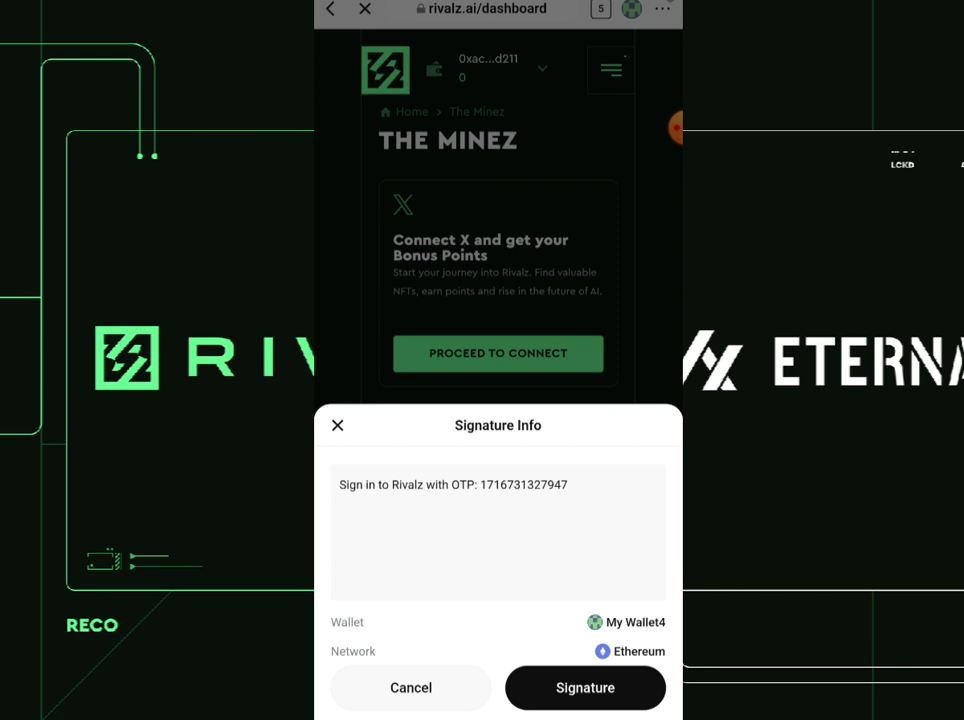 rivalz.ai/dashboard
5
0xac...d211
0
Home > The Minez
THE MINEZ
LCKD
Connect X and get your
Bonus Points
Start your journey into Rivalz. Find valuable
NFTs, earn points and rise in the future of AI.
PROCEED TO CONNECT
RIV
ETERNA
Signature Info
Sign in to Rivalz with OTP: 1716731327947
Wallet
My Wallet4
RECO
Network
Ethereum
Cancel
Signature